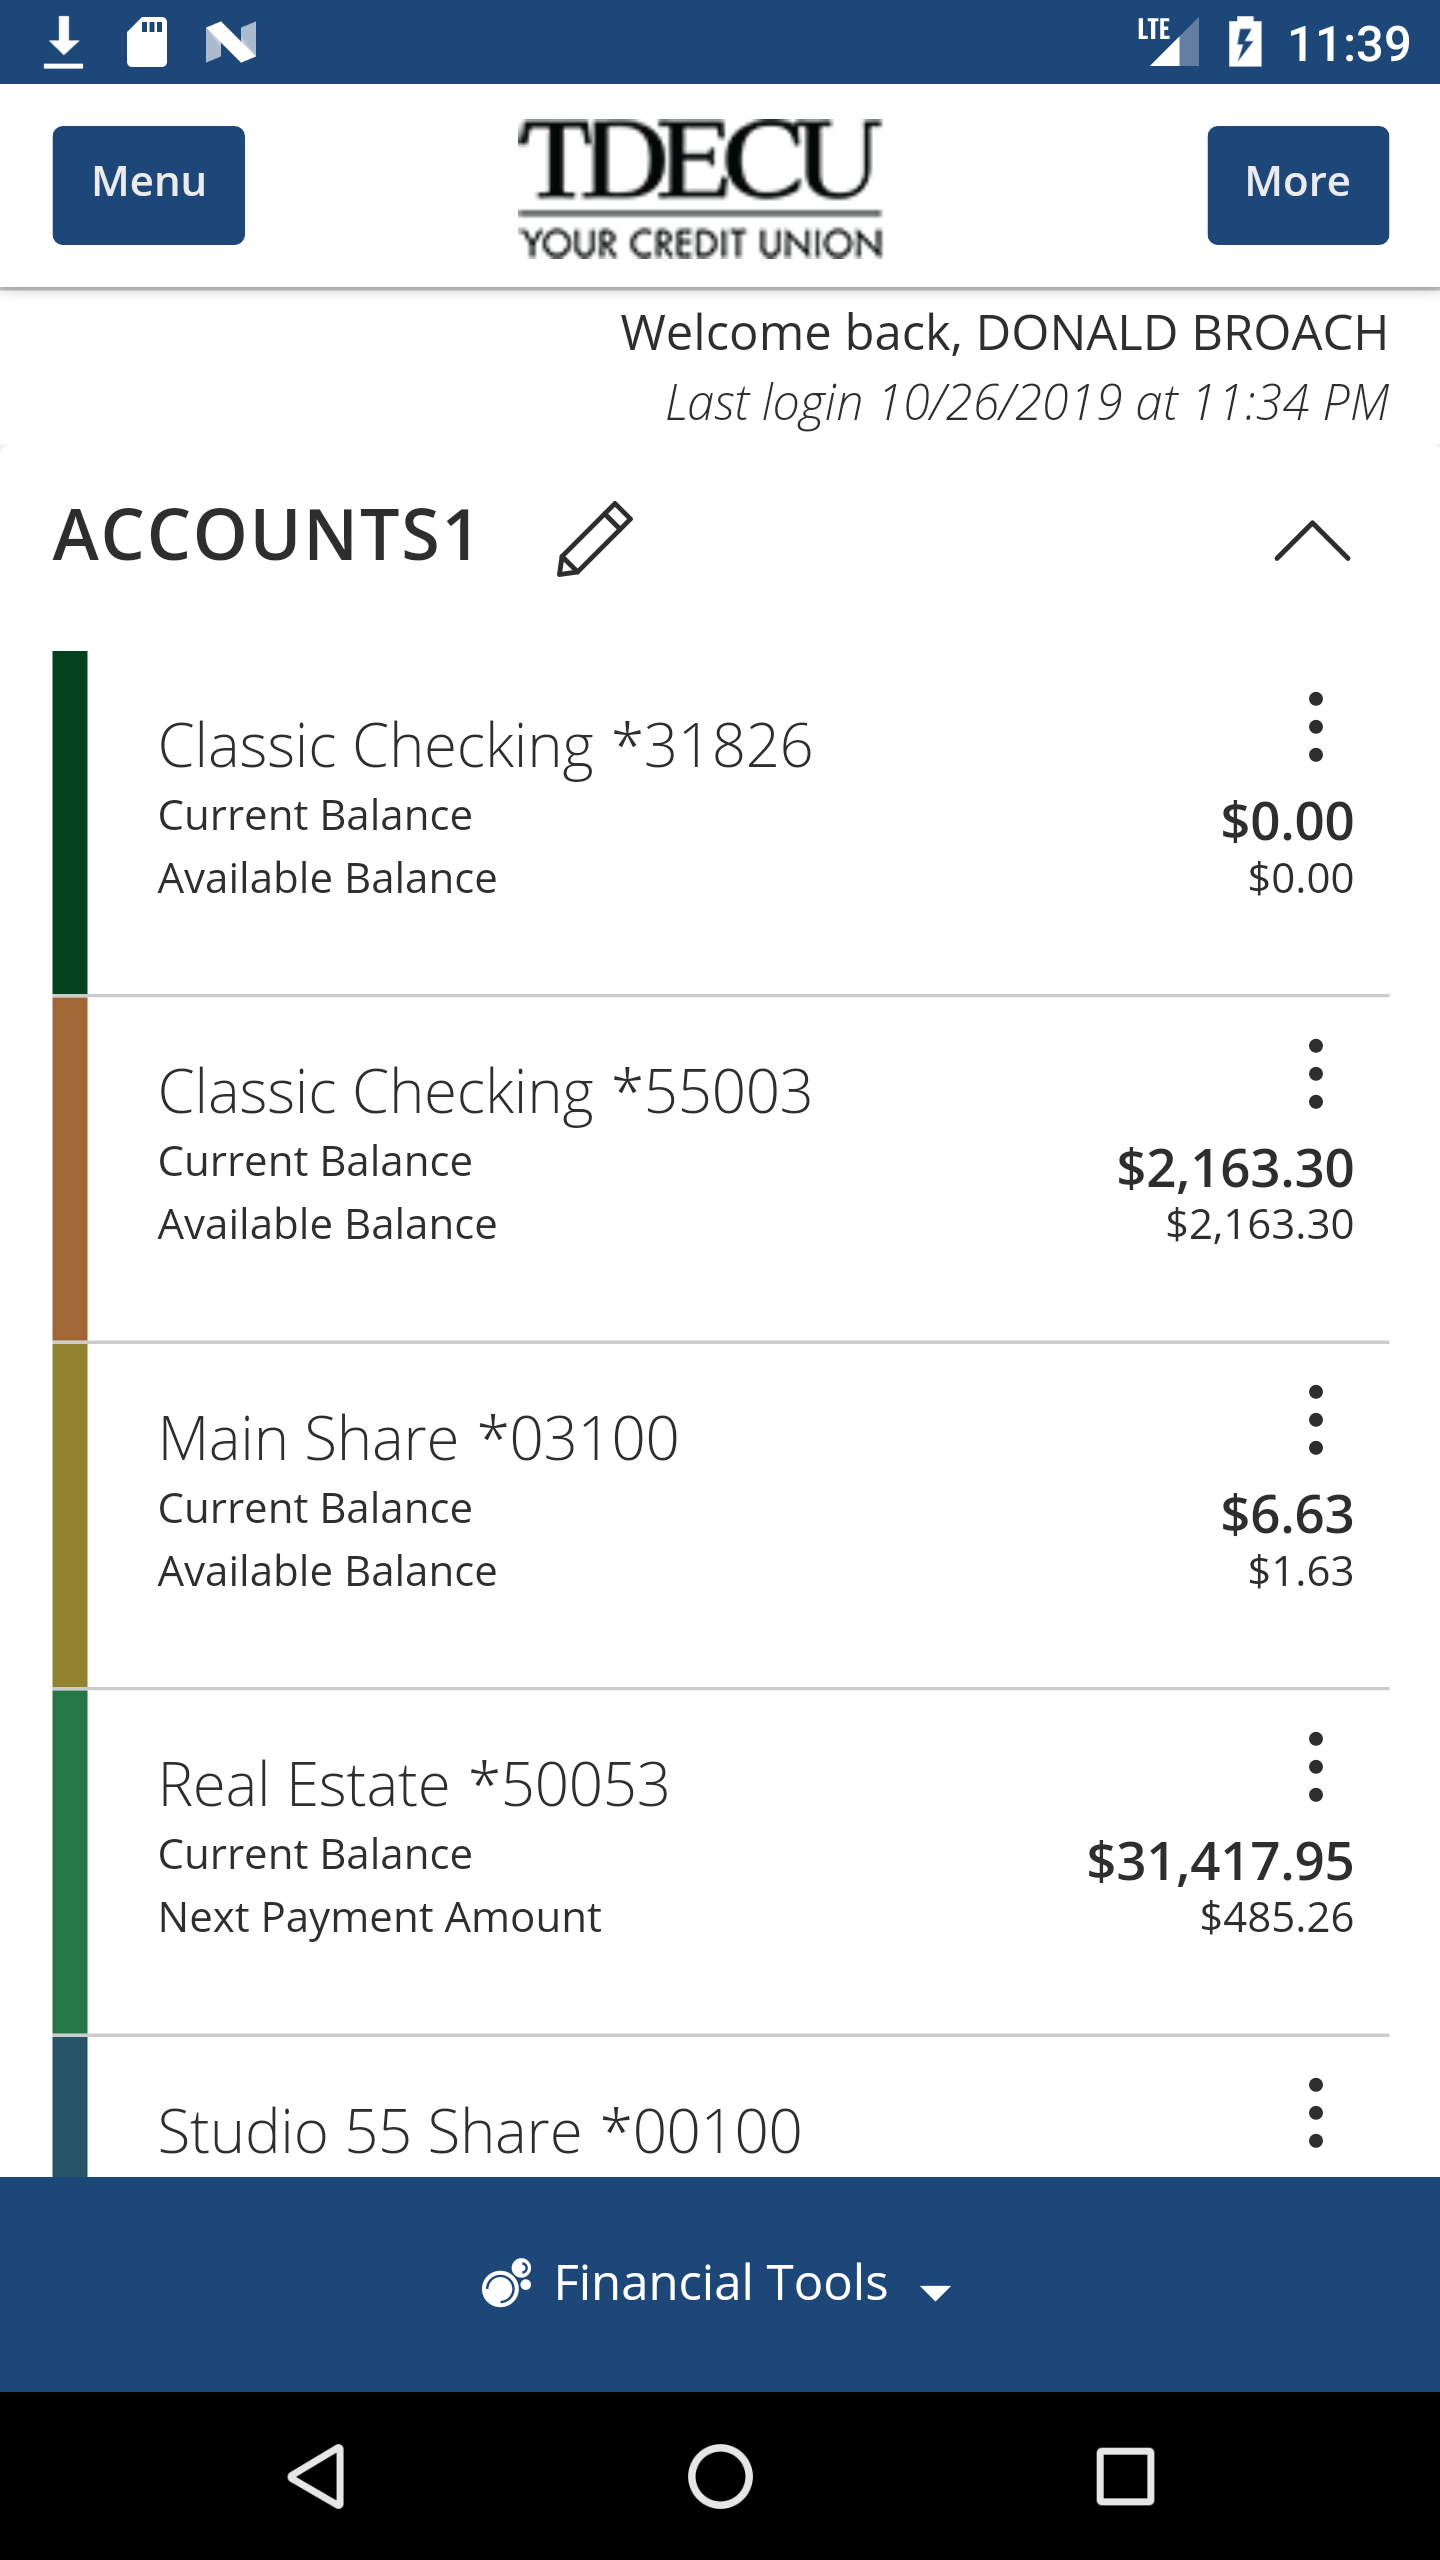 LTE 11:39
Menu
TDECU
YOUR CREDIT UNION
More
Welcome back, DONALD BROACH
Last login 10/26/2019 at 11:34 PM
ACCOUNTS1
Classic Checking *31826
Current Balance $0.00
Available Balance $0.00
Classic Checking *55003
Current Balance $2,163.30
Available Balance $2,163.30
Main Share *03100
Current Balance $6.63
Available Balance $1.63
Real Estate *50053
Current Balance $31,417.95
Next Payment Amount $485.26
Studio 55 Share *00100
Financial Tools